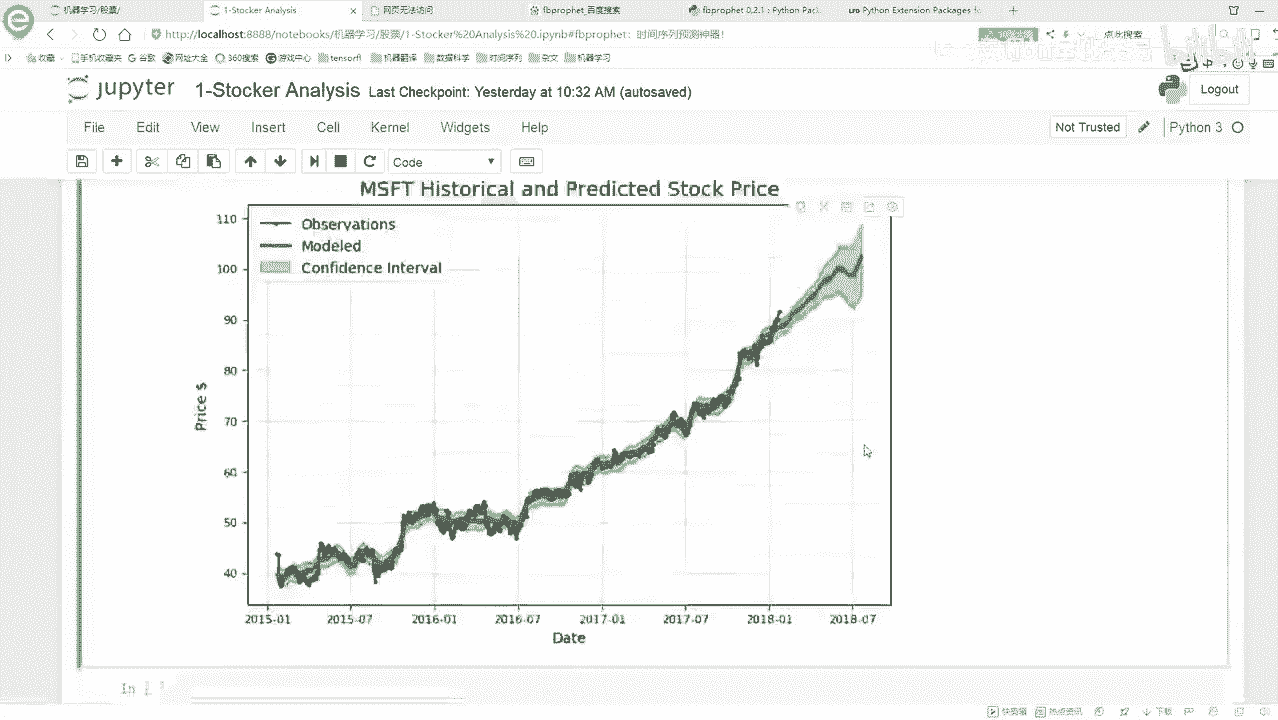 机器学习/股票/
1-Stocker Analysis
网页无法访问
fbprophet_百度搜索
fbprophet 0.2.1 : Python Pac
Python Extension Packages fo
http://localhost:8888/notebooks/机器学习/股票/1-Stocker%20Analysis%20.ipynb#fbprophet：时间序列预测神器！
点此搜索
收藏
手机收藏夹
谷歌
网址大全
360搜索
游戏中心
tensorfl
机器翻译
数据科学
时间序列
杂文
机器学习
jupyter 1-Stocker Analysis Last Checkpoint: Yesterday at 10:32 AM (autosaved)
Logout
File Edit View Insert Cell Kernel Widgets Help
Not Trusted
Python 3
Code
MSFT Historical and Predicted Stock Price
Observations
Modeled
Confidence Interval
110
100
90
80
70
60
50
40
Price $
2015-01 2015-07 2016-01 2016-07 2017-01 2017-07 2018-01 2018-07
Date
In [
快剪辑
热点资讯
下载